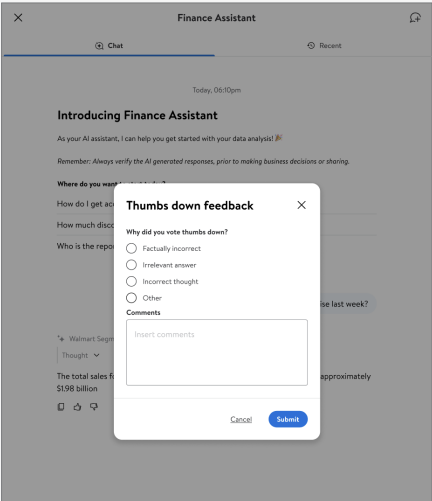 Finance Assistant
Chat
Recent
Today, 06:10pm
Introducing Finance Assistant
As your AI assistant, I can help you get started with your data analysis! 🎉
Remember: Always verify the AI generated responses, prior to making business decisions or sharing.
Where do you want
How do I get
How much
Who is the
ise last week?
Walmart
Thought
The total sales
approximately
$1.98 billion
Thumbs down feedback
Why did you vote thumbs down?
Factually incorrect
Irrelevant answer
Incorrect thought
Other
Comments
Insert comments
Cancel
Submit